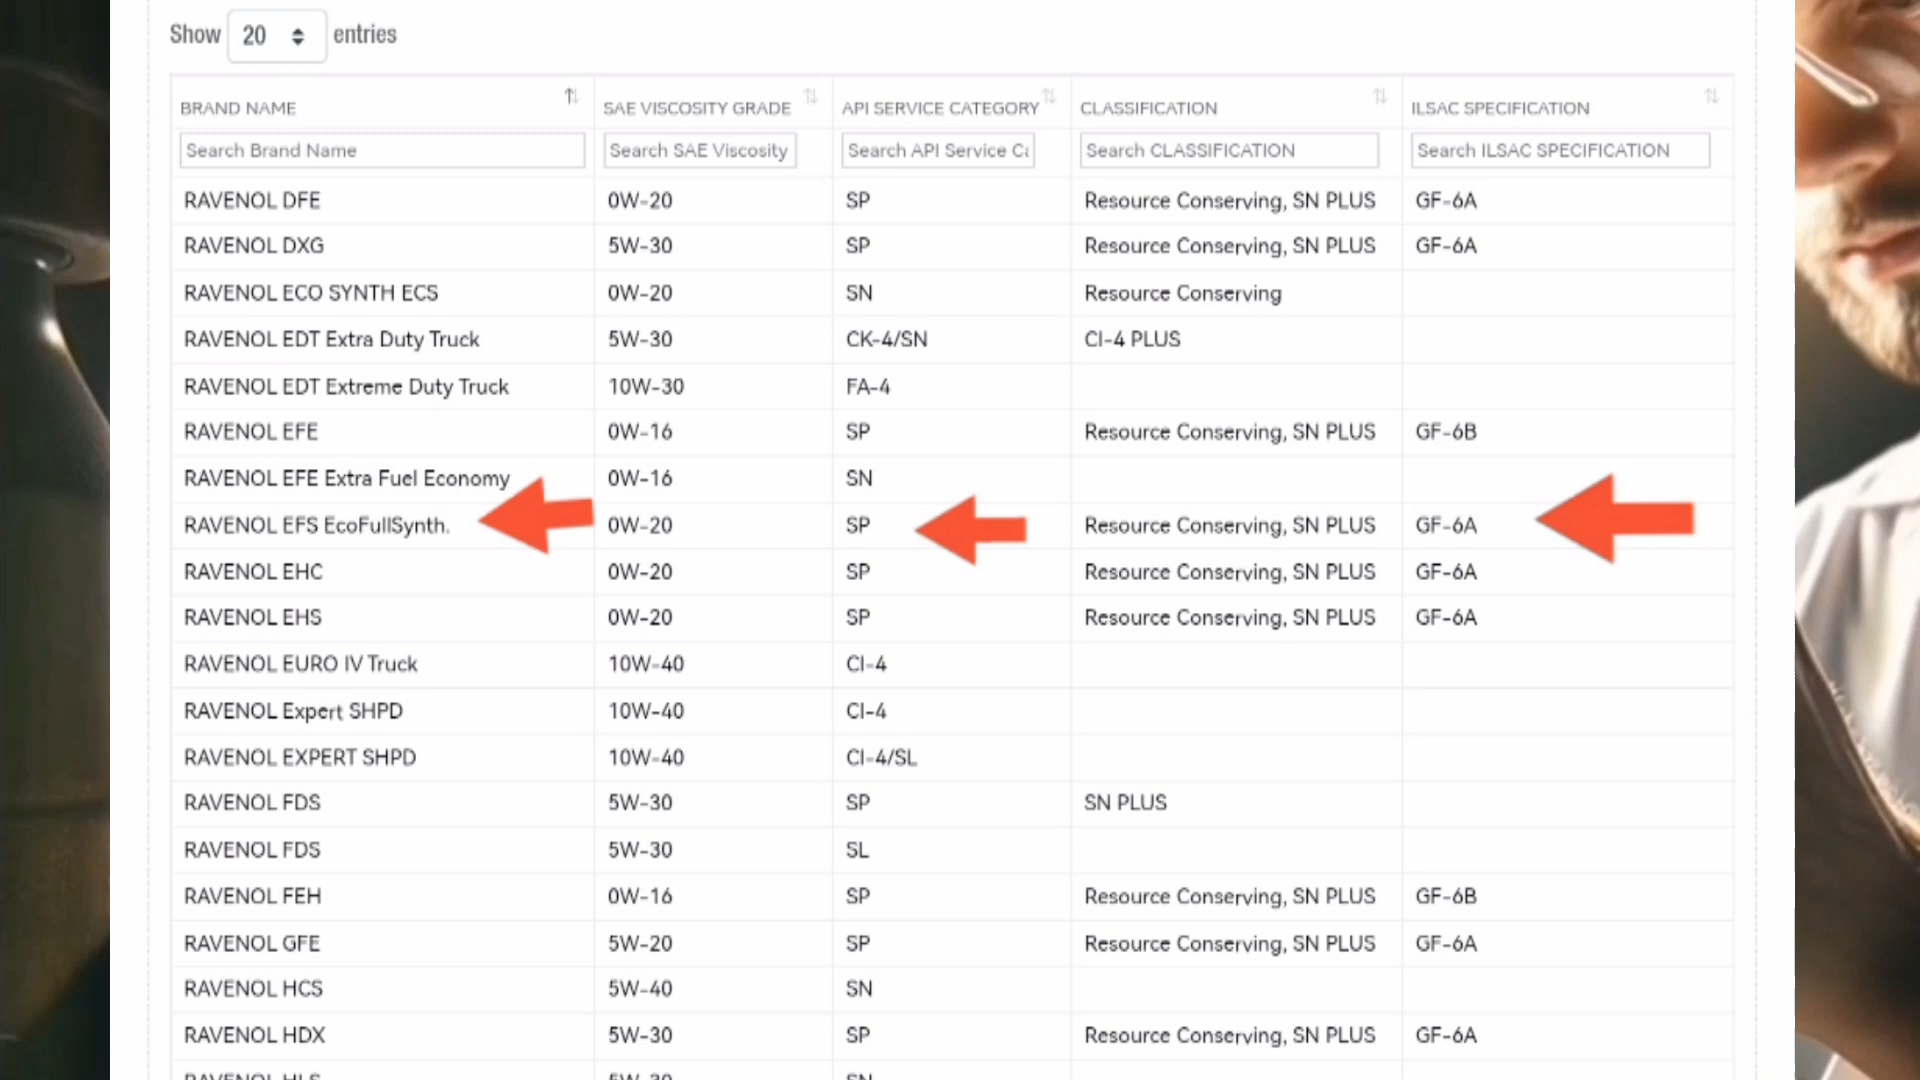 Show 20 entries
BRAND NAME SAE VISCOSITY GRADE API SERVICE CATEGORY CLASSIFICATION ILSAC SPECIFICATION
Search Brand Name Search SAE Viscosity Search API Service Ca Search CLASSIFICATION Search ILSAC SPECIFICATION
RAVENOL DFE 0W-20 SP Resource Conserving, SN PLUS GF-6A
RAVENOL DXG 5W-30 SP Resource Conserving, SN PLUS GF-6A
RAVENOL ECO SYNTH ECS 0W-20 SN Resource Conserving
RAVENOL EDT Extra Duty Truck 5W-30 CK-4/SN CI-4 PLUS
RAVENOL EDT Extreme Duty Truck 10W-30 FA-4
RAVENOL EFE 0W-16 SP Resource Conserving, SN PLUS GF-6B
RAVENOL EFE Extra Fuel Economy 0W-16 SN
RAVENOL EFS EcoFullSynth. 0W-20 SP Resource Conserving, SN PLUS GF-6A
RAVENOL EHC 0W-20 SP Resource Conserving, SN PLUS GF-6A
RAVENOL EHS 0W-20 SP Resource Conserving, SN PLUS GF-6A
RAVENOL EURO IV Truck 10W-40 CI-4
RAVENOL Expert SHPD 10W-40 CI-4
RAVENOL EXPERT SHPD 10W-40 CI-4/SL
RAVENOL FDS 5W-30 SP SN PLUS
RAVENOL FDS 5W-30 SL
RAVENOL FEH 0W-16 SP Resource Conserving, SN PLUS GF-6B
RAVENOL GFE 5W-20 SP Resource Conserving, SN PLUS GF-6A
RAVENOL HCS 5W-40 SN
RAVENOL HDX 5W-30 SP Resource Conserving, SN PLUS GF-6A
RAVENOL HLS 5W-30 SN